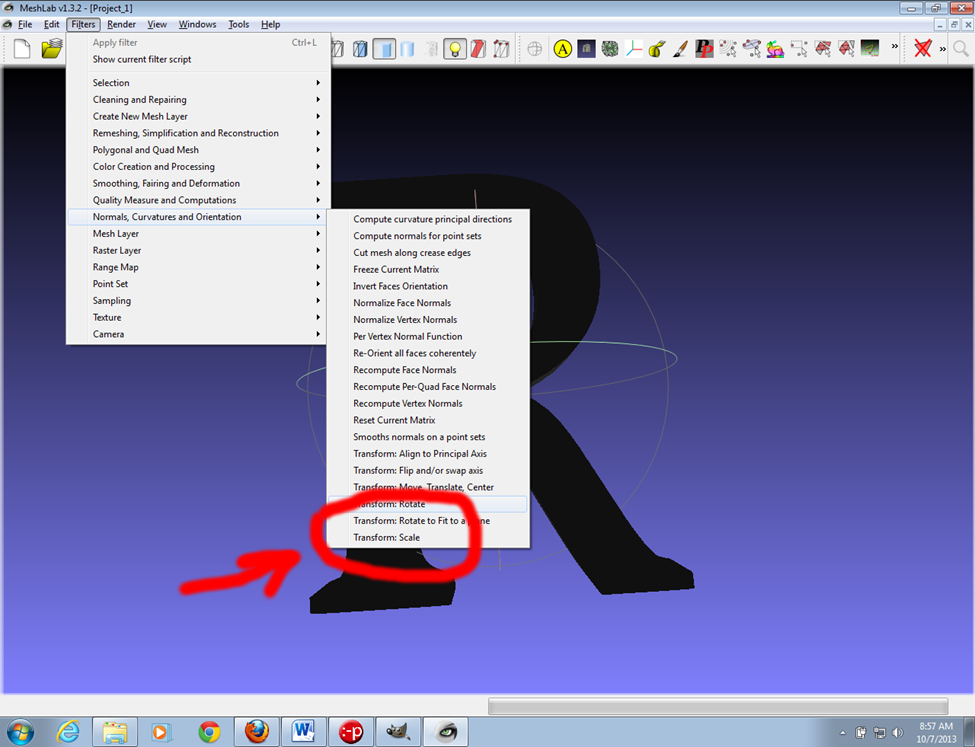 MeshLab v1.3.2 - [Project_1]
File Edit Filters Render View Windows Tools Help
Apply filter Ctrl+L
Show current filter script
Selection
Cleaning and Repairing
Create New Mesh Layer
Remeshing, Simplification and Reconstruction
Polygonal and Quad Mesh
Color Creation and Processing
Smoothing, Fairing and Deformation
Quality Measure and Computations
Normals, Curvatures and Orientation
Mesh Layer
Raster Layer
Range Map
Point Set
Sampling
Texture
Camera
Compute curvature principal directions
Compute normals for point sets
Cut mesh along crease edges
Freeze Current Matrix
Invert Faces Orientation
Normalize Face Normals
Normalize Vertex Normals
Per Vertex Normal Function
Re-Orient all faces coherently
Recompute Face Normals
Recompute Per-Quad Face Normals
Recompute Vertex Normals
Reset Current Matrix
Smooths normals on a point sets
Transform: Align to Principal Axis
Transform: Flip and/or swap axis
Transform: Move, Translate, Center
Transform: Rotate
Transform: Rotate to Fit to a plane
Transform: Scale
8:57 AM
10/7/2013